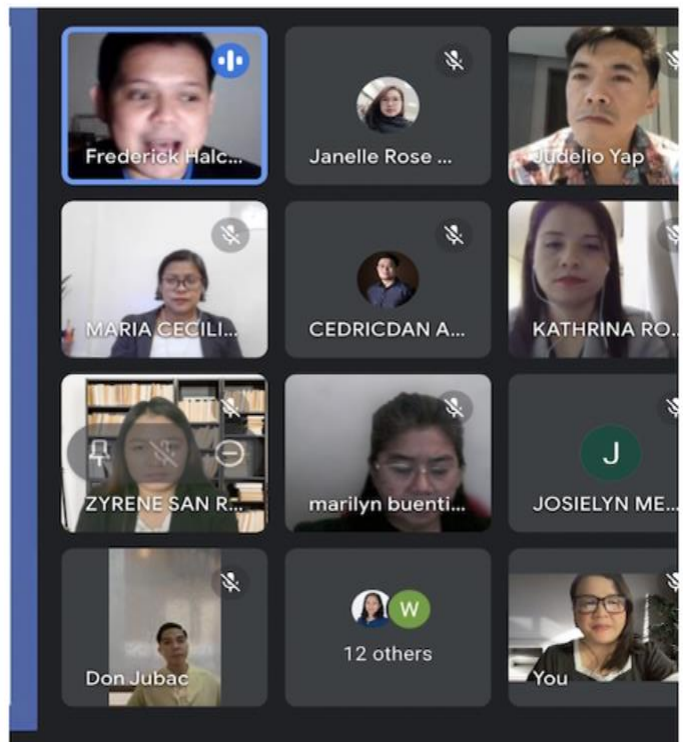 Frederick Halc...
Janelle Rose ...
Judelio Yap
MARIA CECILI...
CEDRICDAN A...
KATHRINA RO...
ZYRENE SAN R...
marilyn buenti...
J
JOSIELYN ME...
Don Jubac
W
12 others
You